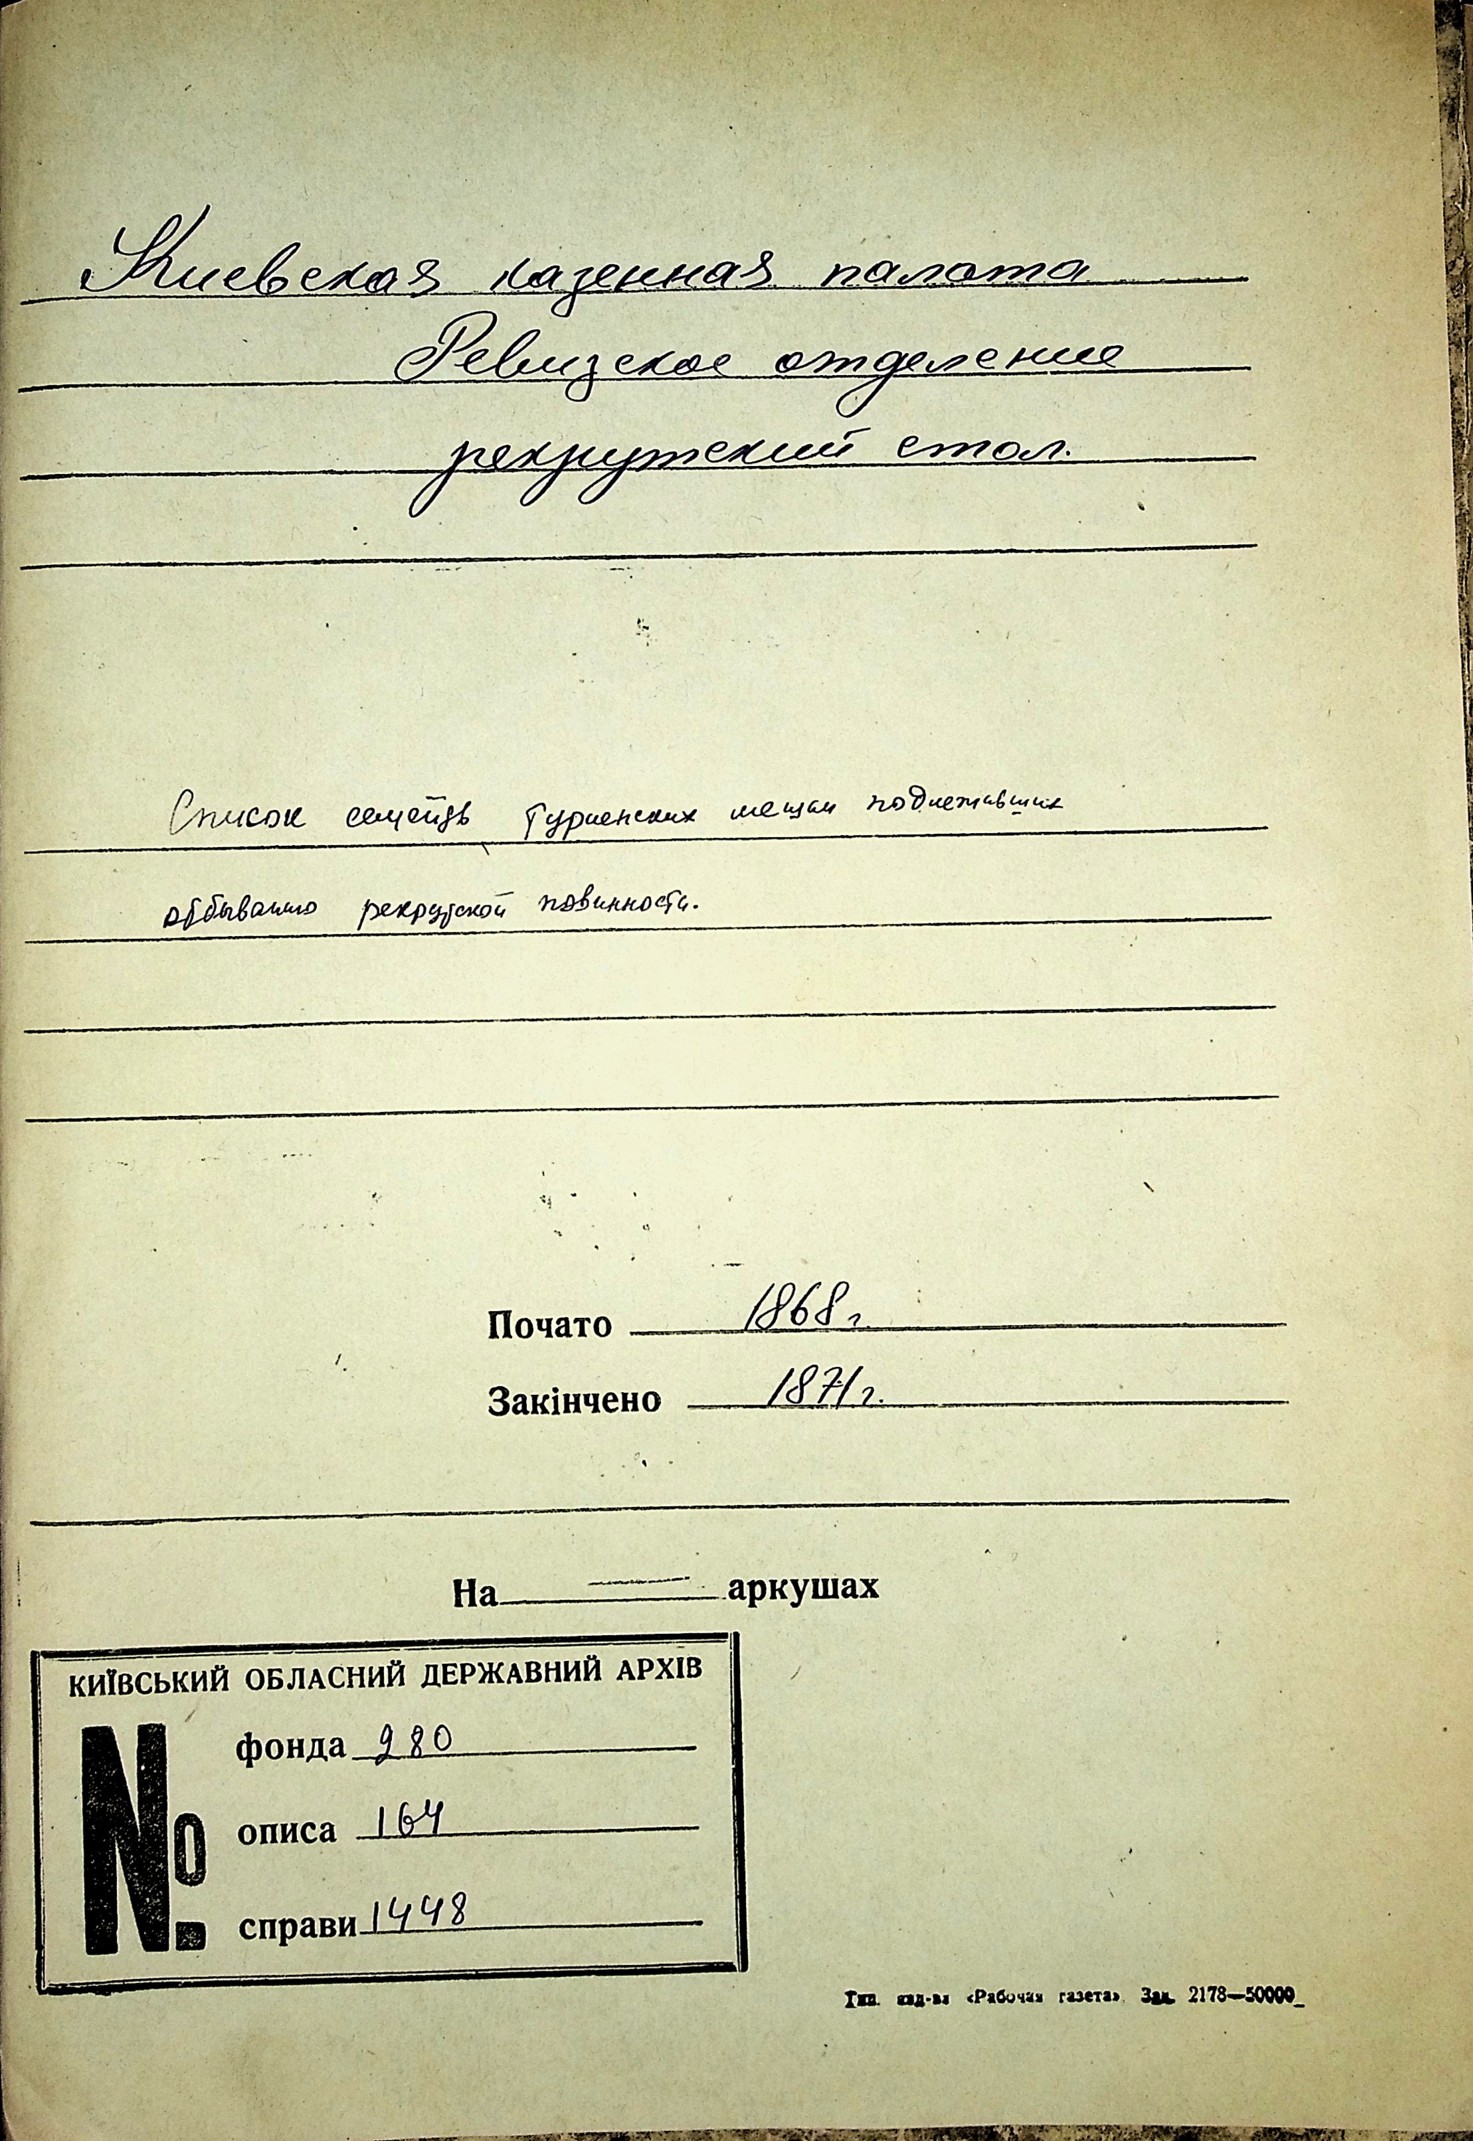 Киевская казенная палата
Ревизское отделение
рекрутский стол.
Список семейств Туриенских мещан подлежавших
отбыванию рекрутской повинности.
Почато 1868 г.
Закінчено 1871 г.
На — аркушах
КИЇВСЬКИЙ ОБЛАСНИЙ ДЕРЖАВНИЙ АРХІВ
№
фонда 280
описа 164
справи 1448
Тип. изд-ва «Рабочая газета» Зак. 2178—50000